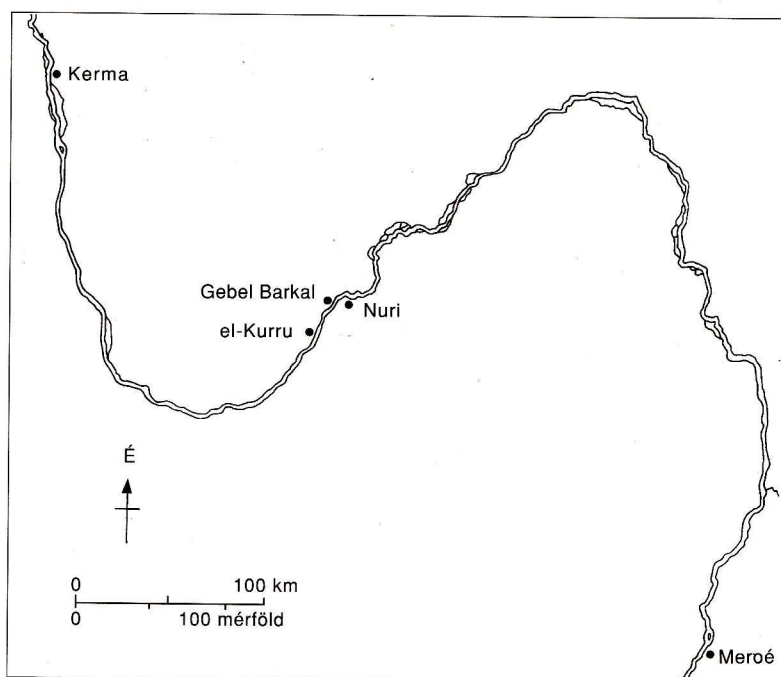 Kerma
Gebel Barkal
Nuri
el-Kurru
É
0 100 km
0 100 mérföld
Meroé